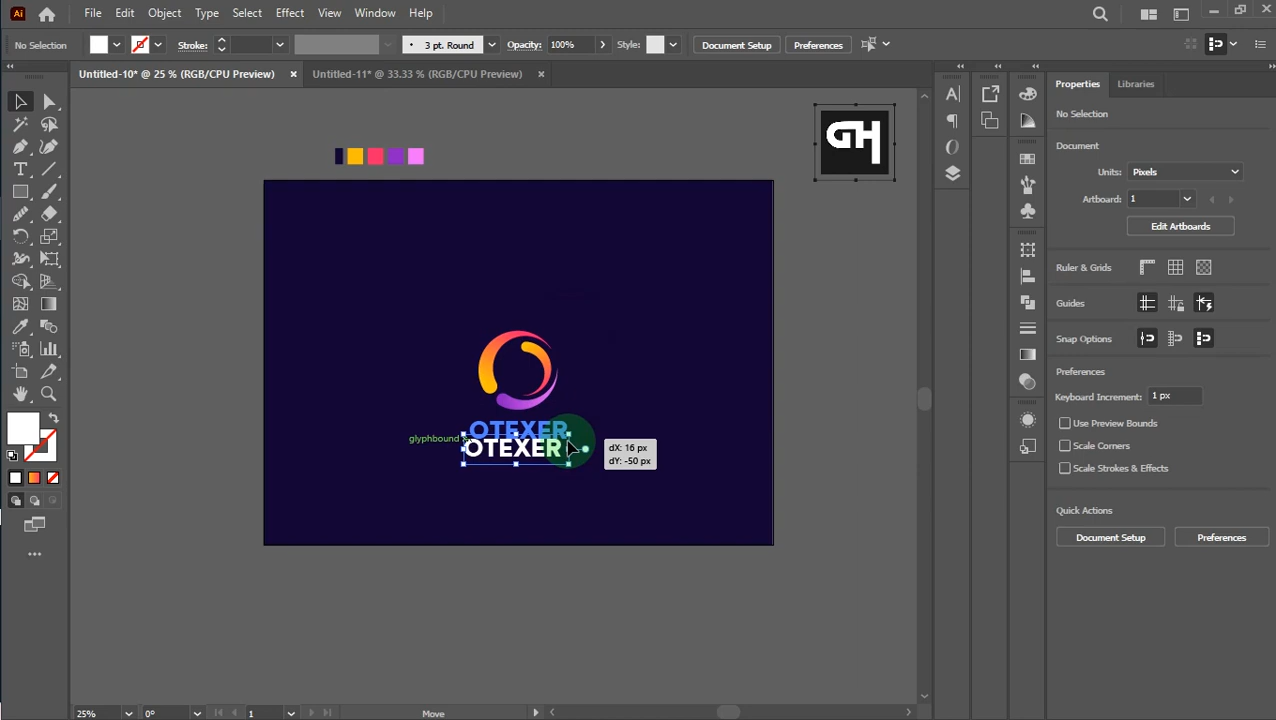 Ai File Edit Object Type Select Effect View Window Help
No Selection Stroke: 3 pt. Round Opacity: 100% Style: Document Setup Preferences
Untitled-10* @ 25 % (RGB/CPU Preview) Untitled-11* @ 33.33 % (RGB/CPU Preview)
GH
OTEXER
glyphbound
OTEXER
dX: 16 px
dY: -50 px
Properties Libraries
No Selection
Document
Units: Pixels
Artboard: 1
Edit Artboards
Ruler & Grids
Guides
Snap Options
Preferences
Keyboard Increment: 1 px
Use Preview Bounds
Scale Corners
Scale Strokes & Effects
Quick Actions
Document Setup Preferences
25% 0° 1 Move